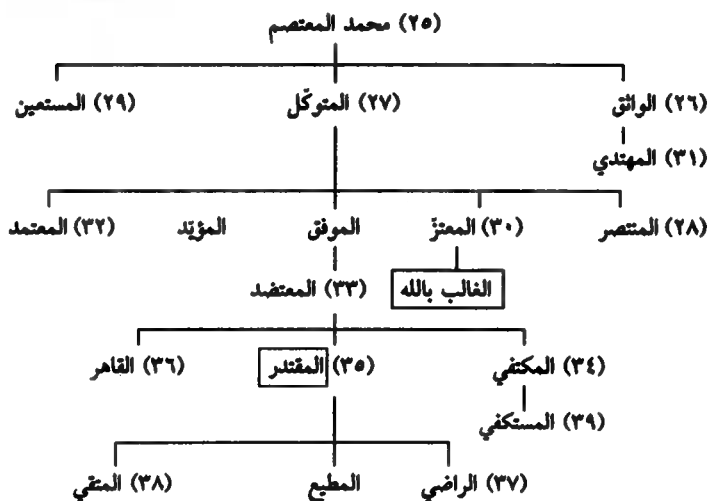 (٢٥) محمد المعتصم
(٢٦) الواثق (٢٧) المتوكّل (٢٩) المستعين
(٣١) المهتدي
(٢٨) المنتصر (٣٠) المعتزّ الموفق المؤيّد (٣٢) المعتمد
الغالب بالله (٣٣) المعتضد
(٣٤) المكتفي (٣٥) المقتدر (٣٦) القاهر
(٣٩) المستكفي
(٣٧) الراضي المطيع (٣٨) المتقي